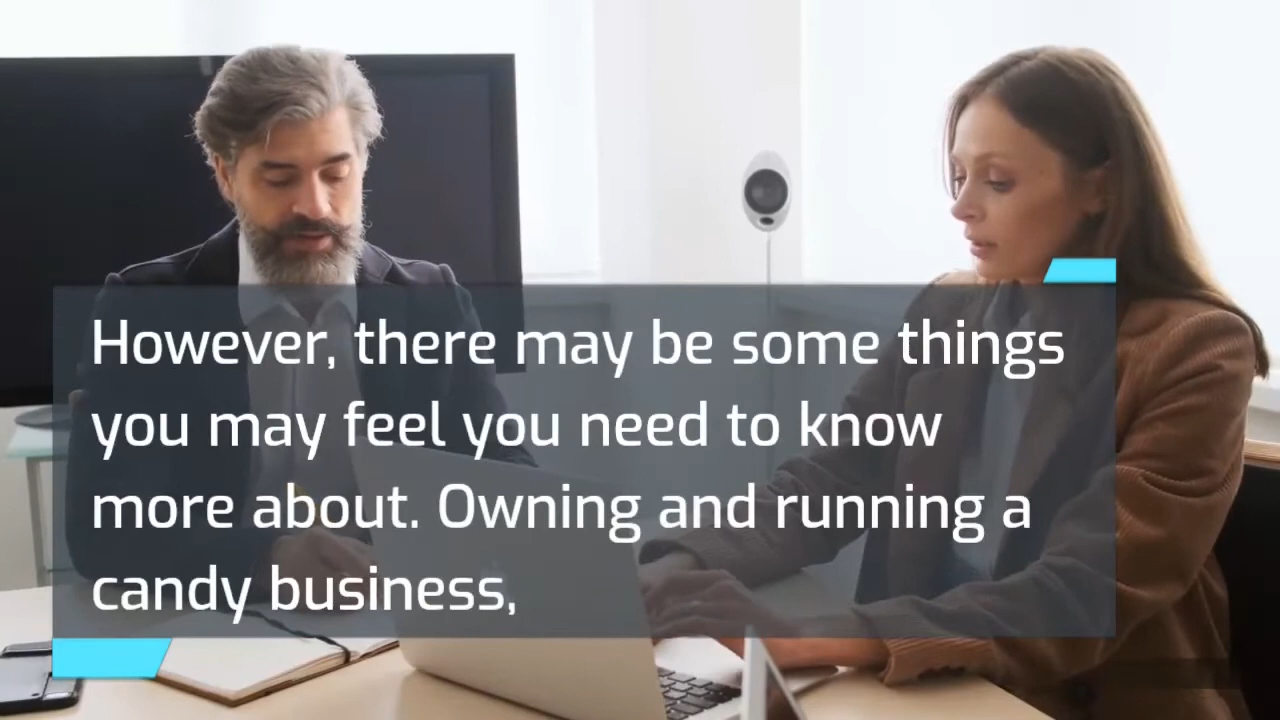 However, there may be some things
you may feel you need to know
more about. Owning and running a
candy business,